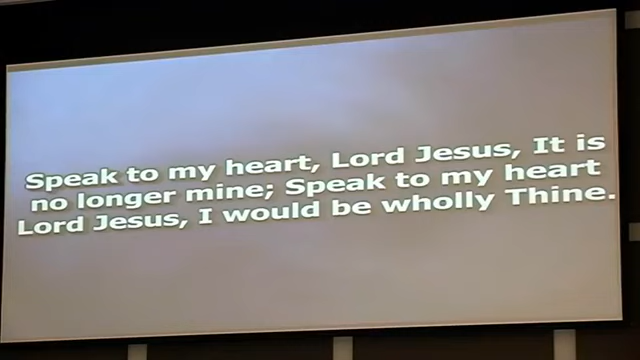 Speak to my heart, Lord Jesus, It is
no longer mine; Speak to my heart
Lord Jesus, I would be wholly Thine.